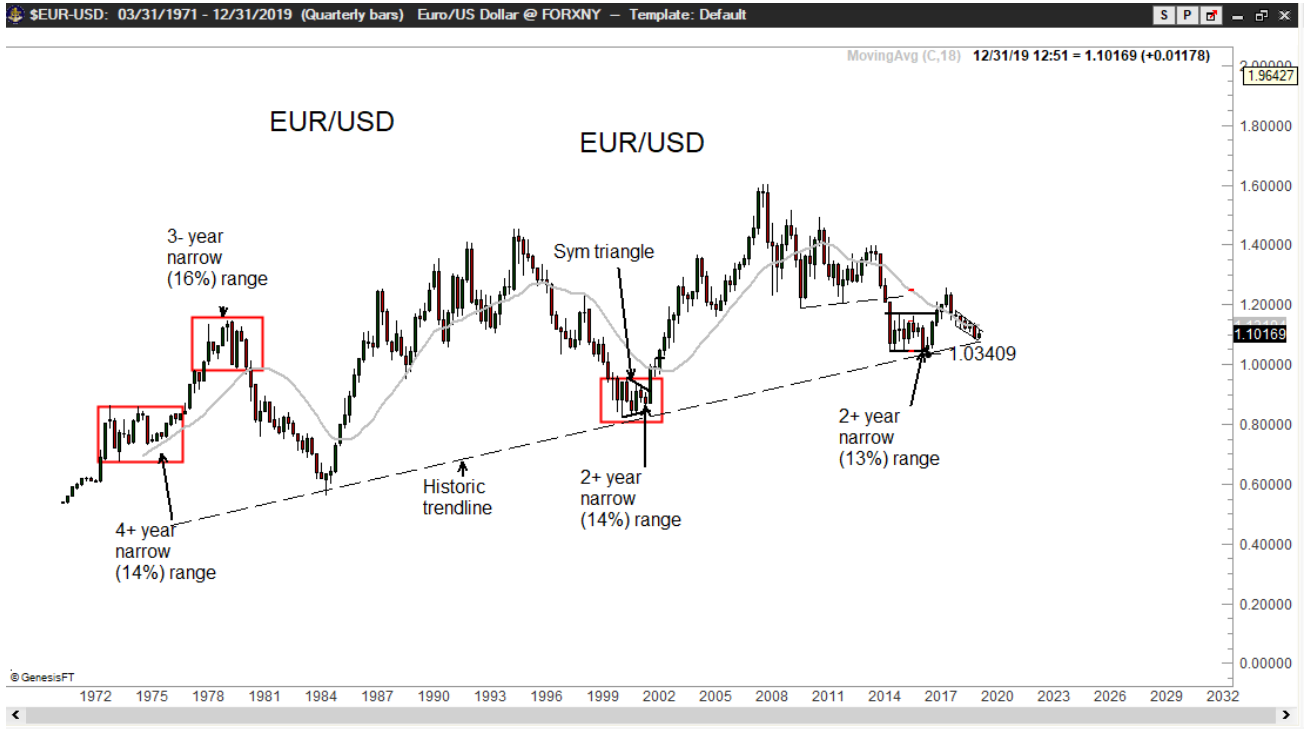 $EUR-USD: 03/31/1971 - 12/31/2019 (Quarterly bars) Euro/US Dollar @ FORXNY — Template: Default
S P
MovingAvg (C,18) 12/31/19 12:51 = 1.10169 (+0.01178)
1.96427
1.80000
1.60000
1.40000
1.20000
1.10169
1.00000
0.80000
0.60000
0.40000
0.20000
0.00000
EUR/USD
EUR/USD
3- year
narrow
(16%) range
Sym triangle
1.03409
2+ year
narrow
(13%) range
Historic
trendline
2+ year
narrow
(14%) range
4+ year
narrow
(14%) range
© GenesisFT
1972 1975 1978 1981 1984 1987 1990 1993 1996 1999 2002 2005 2008 2011 2014 2017 2020 2023 2026 2029 2032